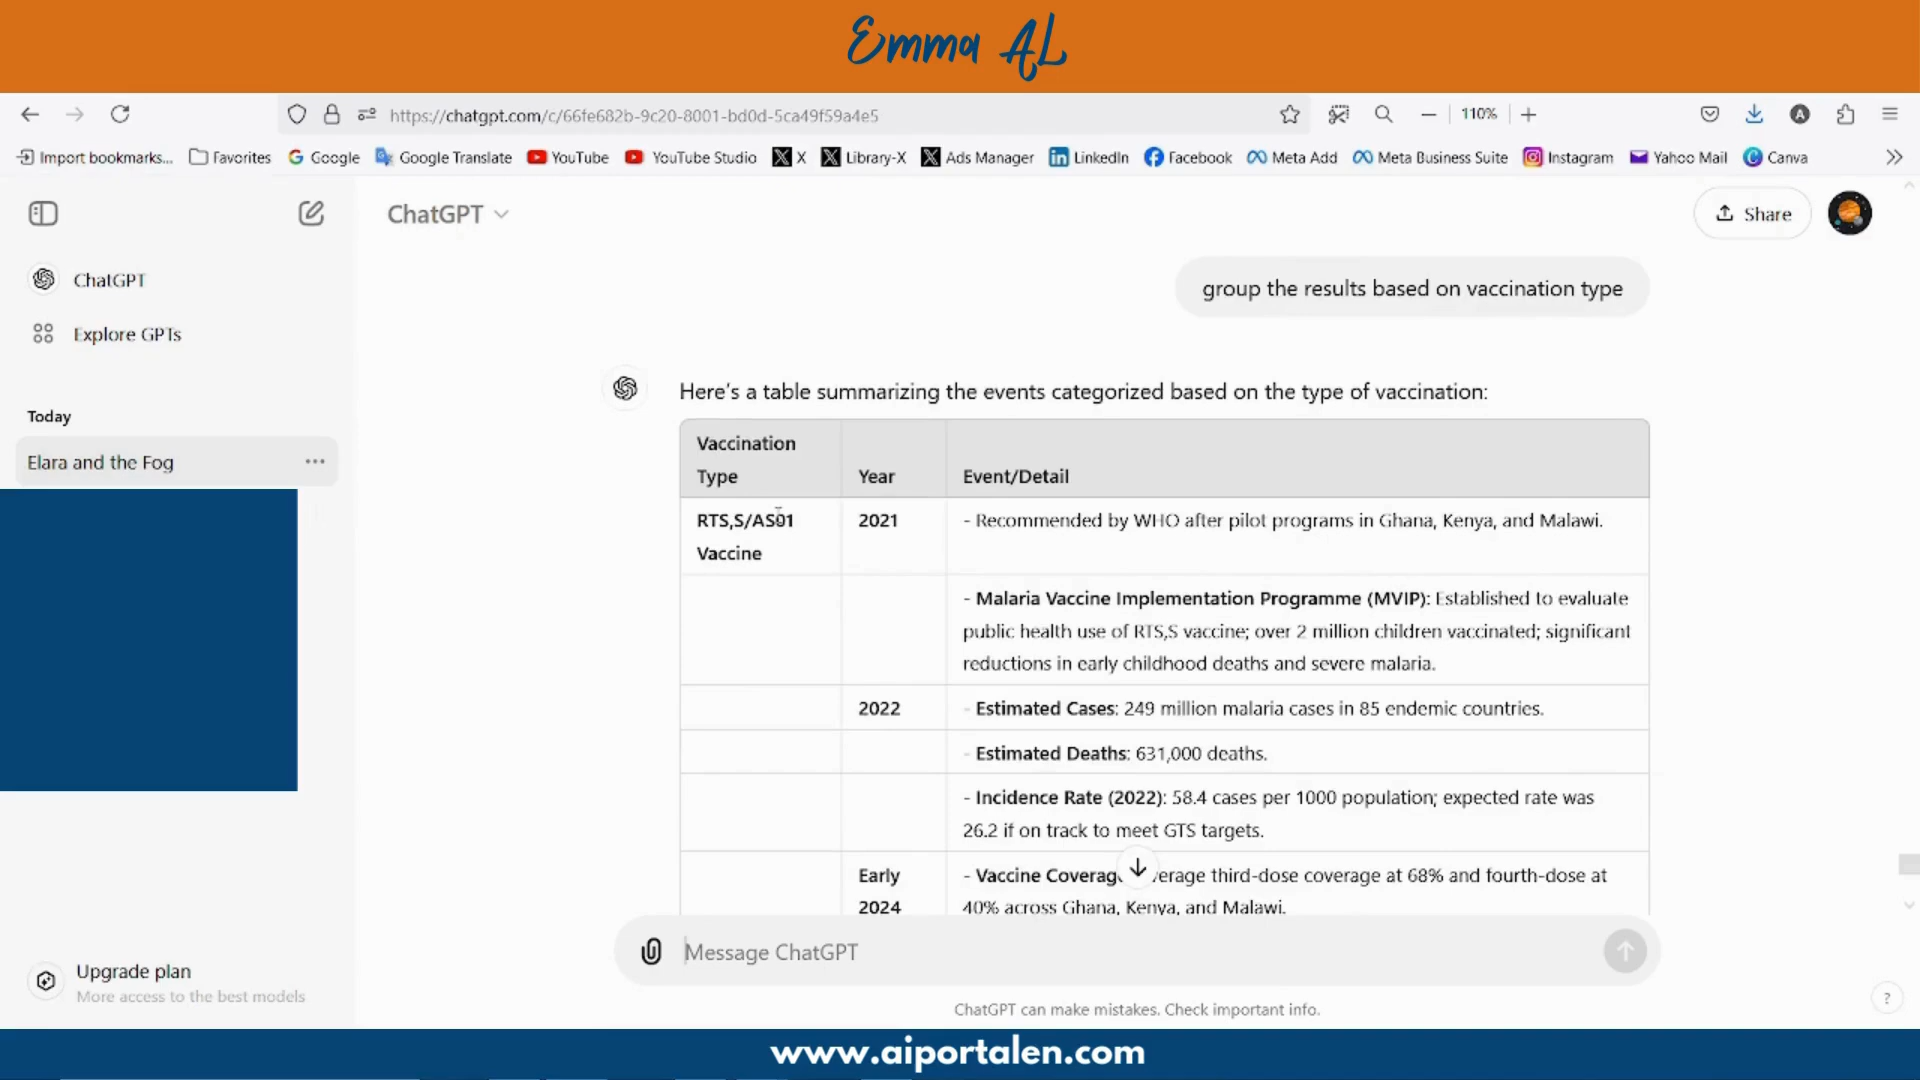 Emma AL
https://chatgpt.com/c/66fe682b-9c20-8001-bd0d-5ca49f59a4e5
110%
A
Import bookmarks... Favorites Google Google Translate YouTube YouTube Studio X Library-X Ads Manager LinkedIn Facebook Meta Add Meta Business Suite Instagram Yahoo Mail Canva
ChatGPT
Share
ChatGPT
Explore GPTs
Today
Elara and the Fog
Upgrade plan
More access to the best models
group the results based on vaccination type
Here's a table summarizing the events categorized based on the type of vaccination:
Vaccination
Type Year Event/Detail
RTS,S/AS01 2021 - Recommended by WHO after pilot programs in Ghana, Kenya, and Malawi.
Vaccine
- Malaria Vaccine Implementation Programme (MVIP): Established to evaluate
public health use of RTS,S vaccine; over 2 million children vaccinated; significant
reductions in early childhood deaths and severe malaria.
2022 - Estimated Cases: 249 million malaria cases in 85 endemic countries.
- Estimated Deaths: 631,000 deaths.
- Incidence Rate (2022): 58.4 cases per 1000 population; expected rate was
26.2 if on track to meet GTS targets.
Early - Vaccine third-dose coverage at 68% and fourth-dose at
2024 40% across Ghana, Kenya, and Malawi.
Message ChatGPT
ChatGPT can make mistakes. Check important info.
?
www.aiportalen.com